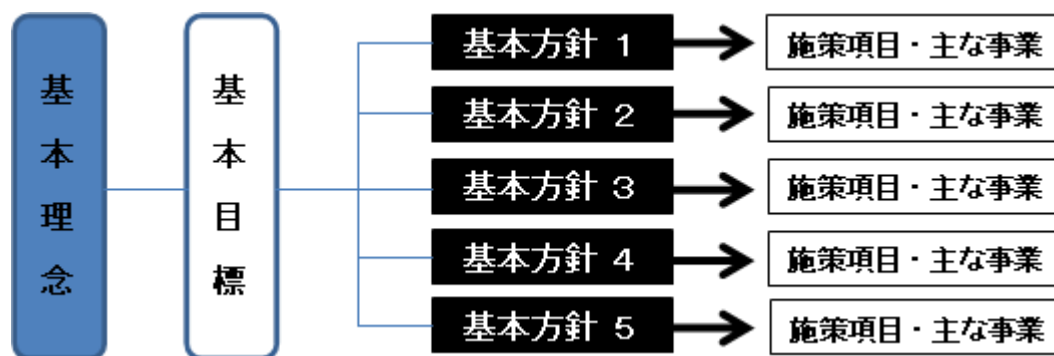 基本理念
基本目標
基本方針 1
施策項目・主な事業
基本方針 2
施策項目・主な事業
基本方針 3
施策項目・主な事業
基本方針 4
施策項目・主な事業
基本方針 5
施策項目・主な事業